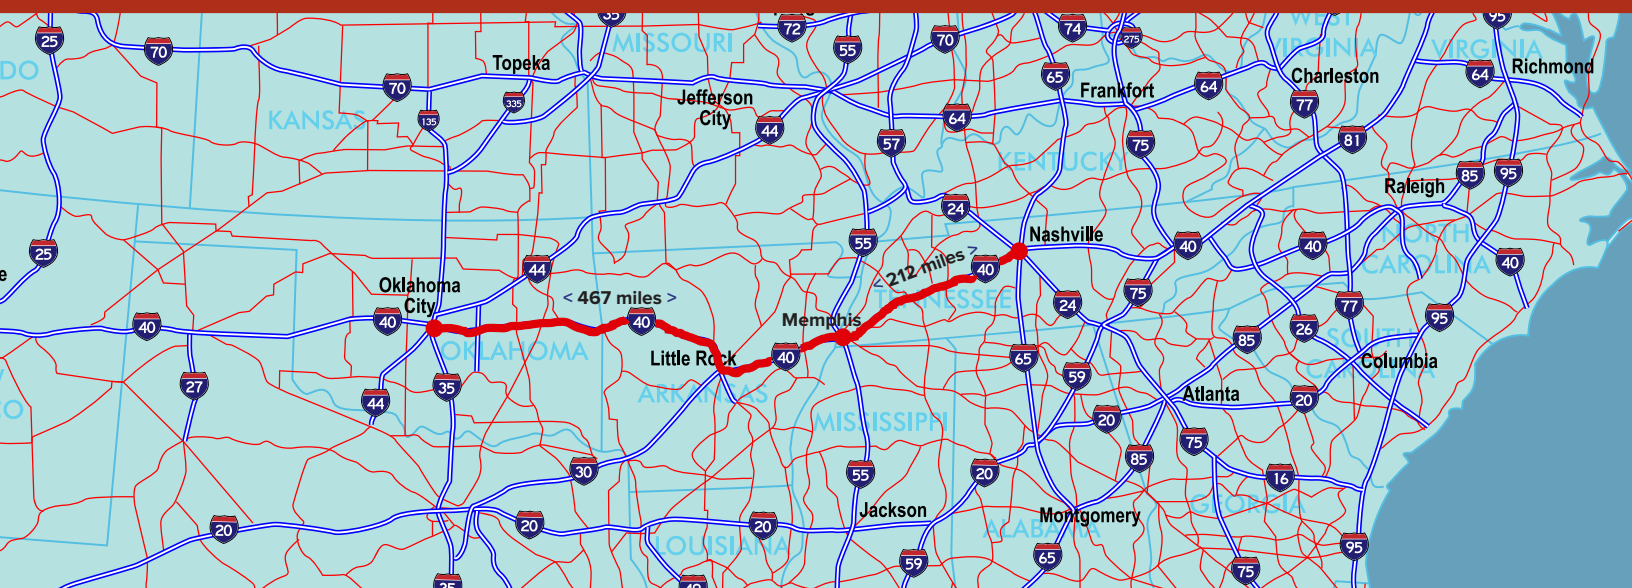 35
95
72
WEST
VIRGINIA
74
275
25
70
MISSOURI
55
70
VIRGINIA
DO
Topeka
65
Charleston
64
Richmond
70
335
Jefferson
City
Frankfort
64
77
KANSAS
135
44
64
57
75
81
KENTUCKY
85
95
Raleigh
24
25
55
Nashville
40
40
NORTH
CAROLINA
40
< 212 miles >
40
44
Oklahoma
City
< 467 miles >
TENNESSEE
24
75
77
95
40
40
40
Memphis
26
SOUTH
CAROLINA
85
Columbia
OKLAHOMA
Little Rock
40
65
27
35
ARKANSAS
59
CO
44
Atlanta
20
MISSISSIPPI
20
75
30
55
20
85
16
GEORGIA
Jackson
Montgomery
20
20
20
ALABAMA
LOUISIANA
59
65
95
35
75